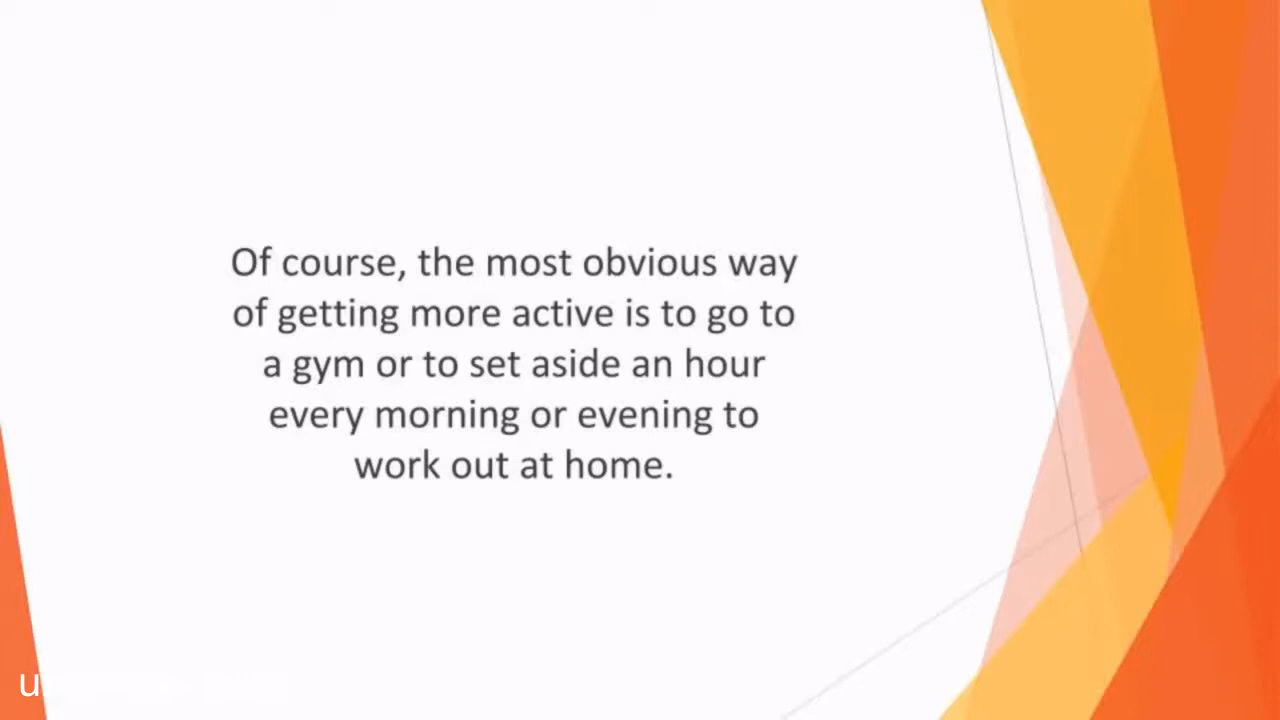 Of course, the most obvious way
of getting more active is to go to
a gym or to set aside an hour
every morning or evening to
work out at home.